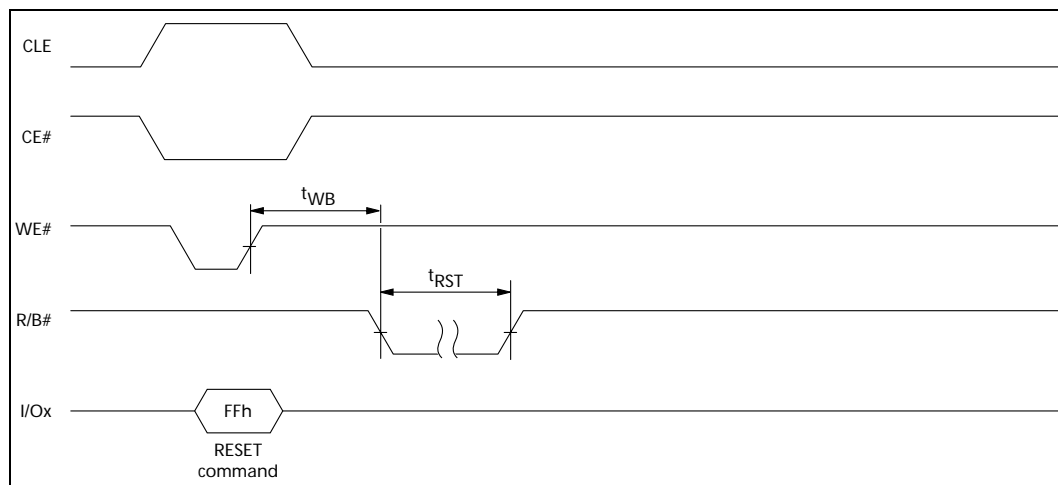 CLE
CE#
tWB
WE#
tRST
R/B#
I/Ox
FFh
RESET
command